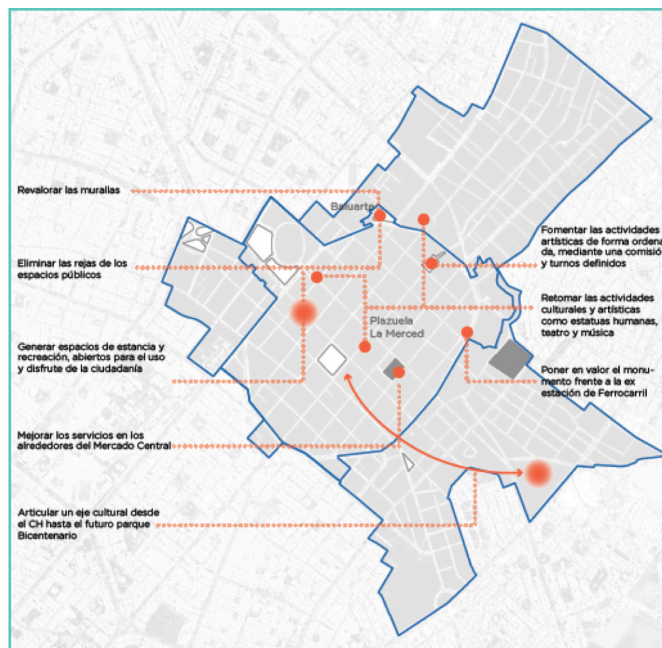 Revalorar las murallas
Baluarte
Eliminar las rejas de los
espacios públicos
Fomentar las actividades
artísticas de forma ordena
da, mediante una comisió
y turnos definidos
Retomar las actividades
culturales y artísticas
como estatuas humanas,
teatro y música
Plazuela
La Merced
Generar espacios de estancia y
recreación, abiertos para el uso
y disfrute de la ciudadanía
Poner en valor el monu-
mento frente a la ex
estación de Ferrocarril
Mejorar los servicios en los
alrededores del Mercado Central
Articular un eje cultural desde
el CH hasta el futuro parque
Bicentenario